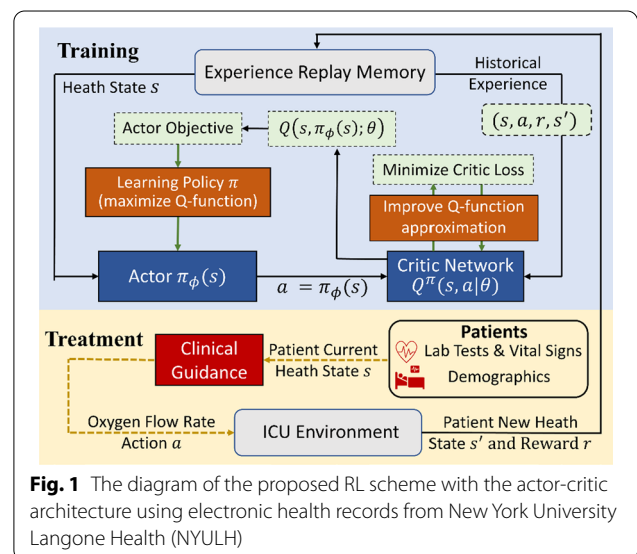 Training
Experience Replay Memory
Heath State s
Historical
Experience
(s, a, r, s′)
Actor Objective
Q(s, π_ϕ(s); θ)
Minimize Critic Loss
Learning Policy π
(maximize Q-function)
Improve Q-function
approximation
Actor π_ϕ(s)
a = π_ϕ(s)
Critic Network
Q^π(s, a|θ)
Treatment
Clinical
Guidance
Patient Current
Heath State s
Patients
Lab Tests & Vital Signs
Demographics
Oxygen Flow Rate
Action a
ICU Environment
Patient New Heath
State s′ and Reward r
Fig. 1 The diagram of the proposed RL scheme with the actor-critic
architecture using electronic health records from New York University
Langone Health (NYULH)